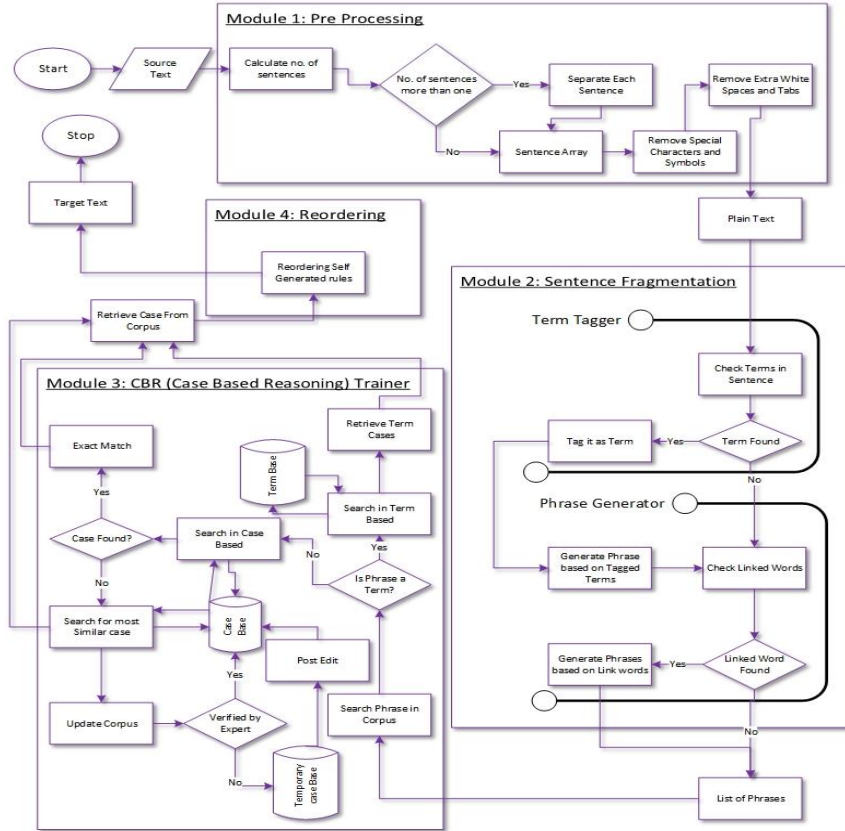 Module 1: Pre Processing
Start
Source
Text
Calculate no. of
sentences
No. of sentences
more than one
Yes
No
Separate Each
Sentence
Sentence Array
Remove Special
Characters and
Symbols
Remove Extra White
Spaces and Tabs
Plain Text
Stop
Target Text
Module 4: Reordering
Reordering Self
Generated rules
Retrieve Case From
Corpus
Module 2: Sentence Fragmentation
Term Tagger
Check Terms in
Sentence
Term Found
Yes
No
Tag it as Term
Phrase Generator
Generate Phrase
based on Tagged
Terms
Check Linked Words
Linked Word
Found
Yes
No
Generate Phrases
based on Link words
List of Phrases
Module 3: CBR (Case Based Reasoning) Trainer
Exact Match
Yes
Case Found?
No
Search for most
Similar case
Update Corpus
Verified by
Expert
Yes
No
Temporary
case Base
Post Edit
Case
Base
Search in Case
Based
Term Base
Retrieve Term
Cases
Search in Term
Based
Yes
No
Is Phrase a
Term?
Search Phrase in
Corpus